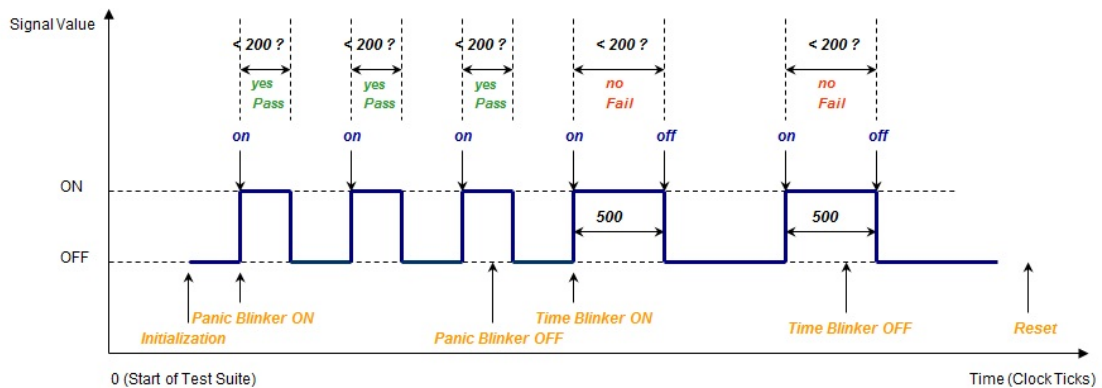 Signal Value
< 200 ? < 200 ? < 200 ? < 200 ? < 200 ?
yes yes yes no no
Pass Pass Pass Fail Fail
on on on on off on off
ON
500 500
OFF
Panic Blinker ON Time Blinker ON
Initialization Panic Blinker OFF Time Blinker OFF Reset
0 (Start of Test Suite) Time (Clock Ticks)